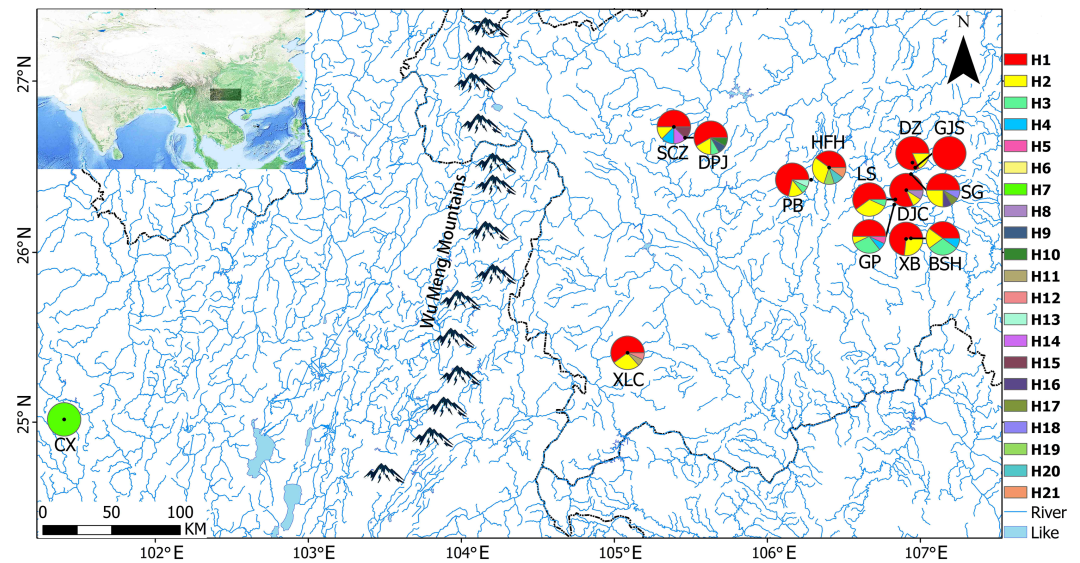 N
27°N
26°N
25°N
SCZ
DPJ
HFH
PB
DZ
GJS
LS
SG
DJC
GP
XB
BSH
XLC
CX
Wu Meng Mountains
0 50 100
KM
102°E 103°E 104°E 105°E 106°E 107°E
H1
H2
H3
H4
H5
H6
H7
H8
H9
H10
H11
H12
H13
H14
H15
H16
H17
H18
H19
H20
H21
River
Like